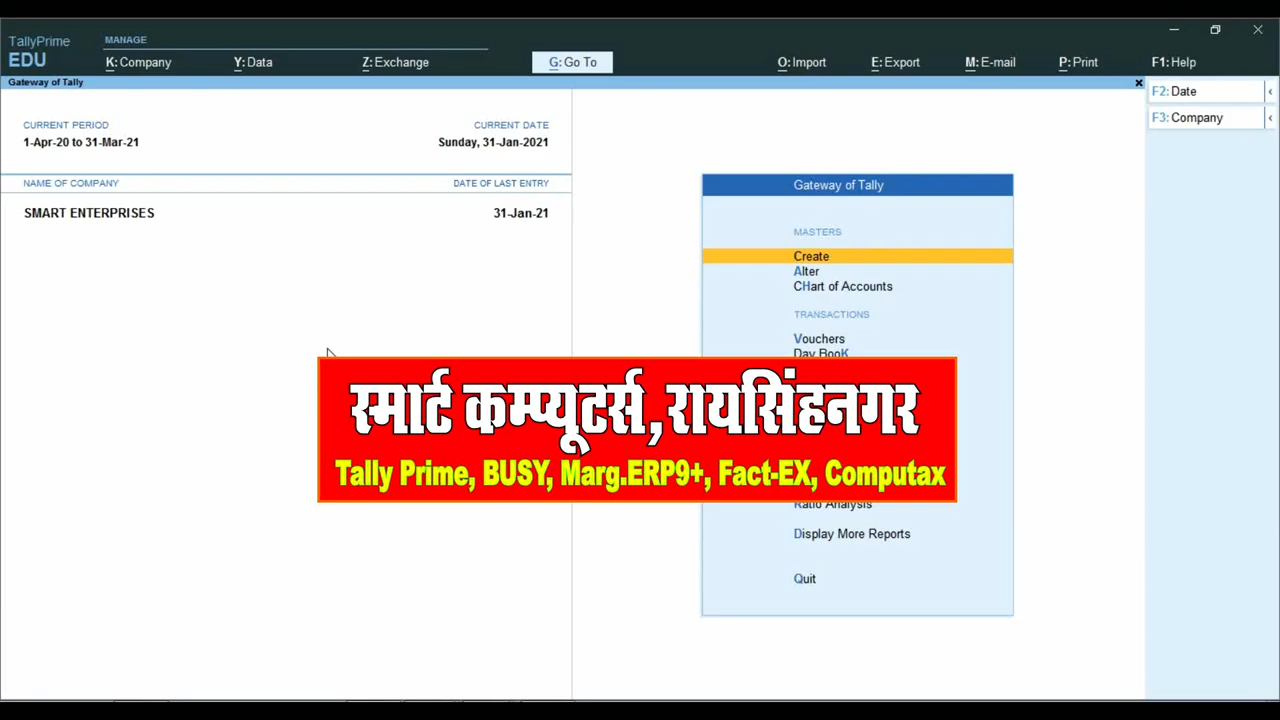 TallyPrime
EDU
MANAGE
K: Company
Y: Data
Z: Exchange
G: Go To
O: Import
E: Export
M: E-mail
P: Print
F1: Help
Gateway of Tally
F2: Date
F3: Company
CURRENT PERIOD
CURRENT DATE
1-Apr-20 to 31-Mar-21
Sunday, 31-Jan-2021
NAME OF COMPANY
DATE OF LAST ENTRY
SMART ENTERPRISES
31-Jan-21
Gateway of Tally
MASTERS
Create
Alter
CHart of Accounts
TRANSACTIONS
Vouchers
Day BooK
स्मार्ट कम्प्यूटर्स,रायसिंहनगर
Tally Prime, BUSY, Marg.ERP9+, Fact-EX, Computax
Ratio Analysis
Display More Reports
Quit